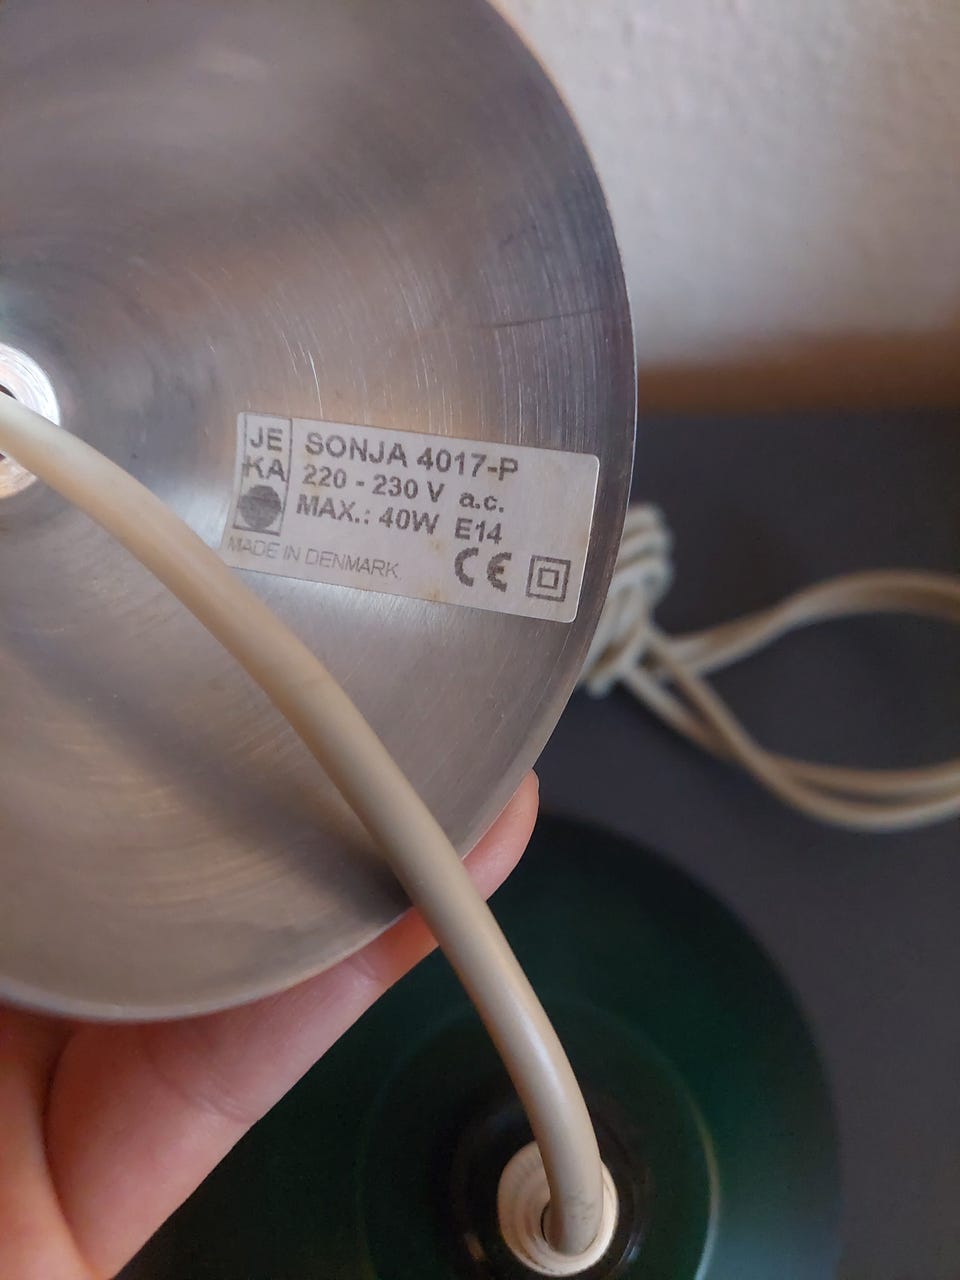 JE
KA
SONJA 4017-P
220 - 230 V a.c.
MAX.: 40W E14
MADE IN DENMARK
CE